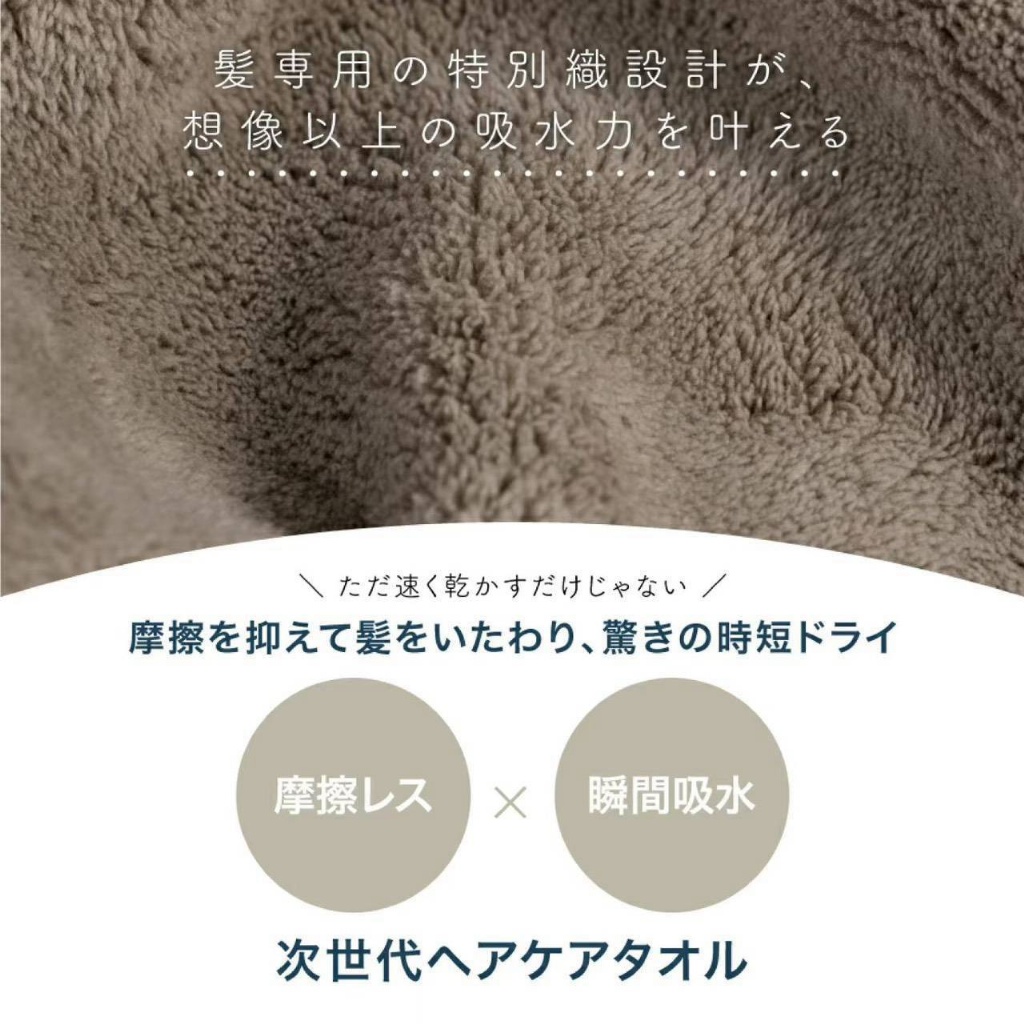 髪専用の特別織設計が、
想像以上の吸水力を叶える
＼ ただ速く乾かすだけじゃない ／
摩擦を抑えて髪をいたわり、驚きの時短ドライ
摩擦レス × 瞬間吸水
次世代ヘアケアタオル